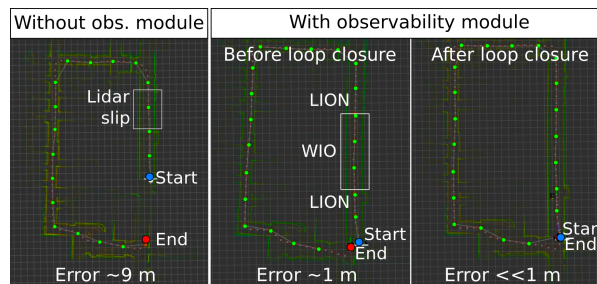 Without obs. module
With observability module
Lidar
slip
Start
End
Error ~9 m
Before loop closure
LION
WIO
LION
Start
End
Error ~1 m
After loop closure
Start
End
Error <<1 m